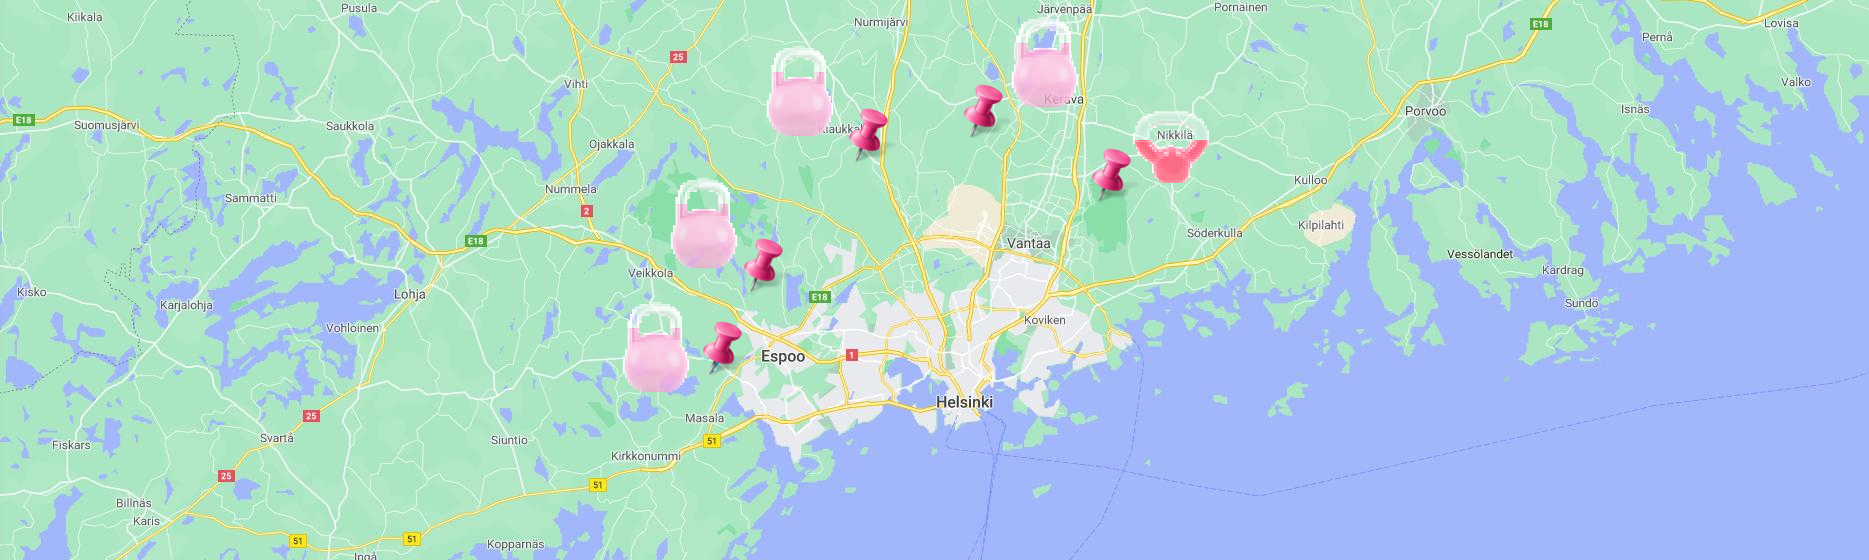 Kiikala
Pusula
Nurmijärvi
Järvenpää
Pornainen
E18
Lovisa
Pernå
25
Vihti
Valko
Kerava
Isnäs
Porvoo
E18
Suomusjärvi
Saukkola
Klaukkala
Nikkilä
Ojakkala
Nummela
Kulloo
Sammatti
2
Kilpilahti
Söderkulla
E18
Vantaa
Vessölandet
Veikkola
Kardrag
Kisko
Lohja
E18
Karjalohja
Sundö
Vohloinen
Koviken
Espoo
1
Helsinki
25
Masala
Fiskars
Svartå
Siuntio
51
Kirkkonummi
25
51
Billnäs
Karis
51
51
Kopparnäs
Ingå